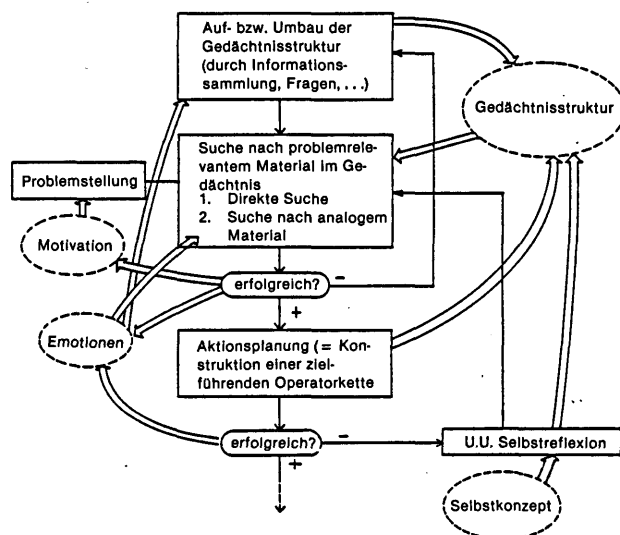 Auf- bzw. Umbau der
Gedächtnisstruktur
(durch Informations-
sammlung, Fragen, ...)
Gedächtnisstruktur
Suche nach problemrele-
vantem Material im Ge-
dächtnis
1. Direkte Suche
2. Suche nach analogem
Material
Problemstellung
Motivation
erfolgreich?
–
+
Emotionen
Aktionsplanung (= Kon-
struktion einer ziel-
führenden Operatorkette
erfolgreich?
–
+
U.U. Selbstreflexion
Selbstkonzept